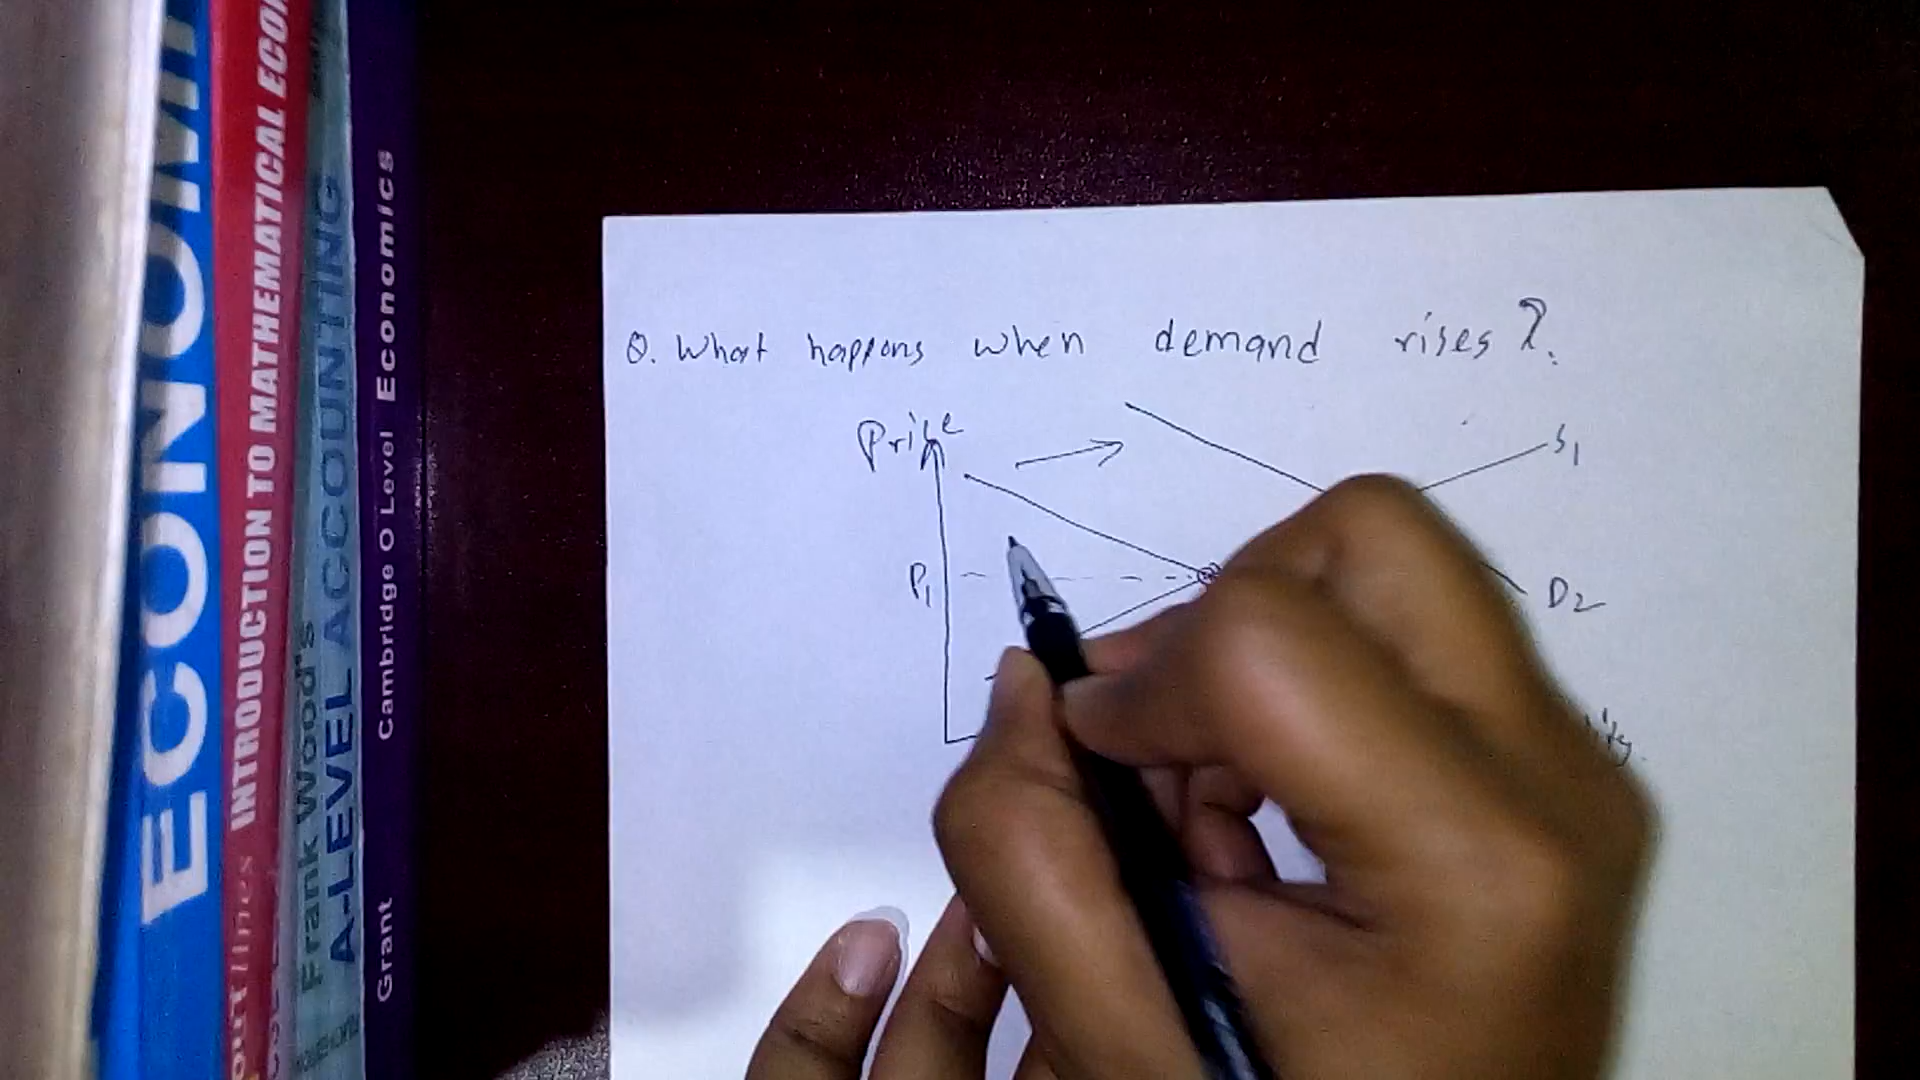 ECONOMI
INTRODUCTION TO MATHEMATICAL ECON
Frank Wood's
A-LEVEL ACCOUNTING
Grant Cambridge O Level Economics
Q. What happens when demand rises?
Price
S1
P1
D2